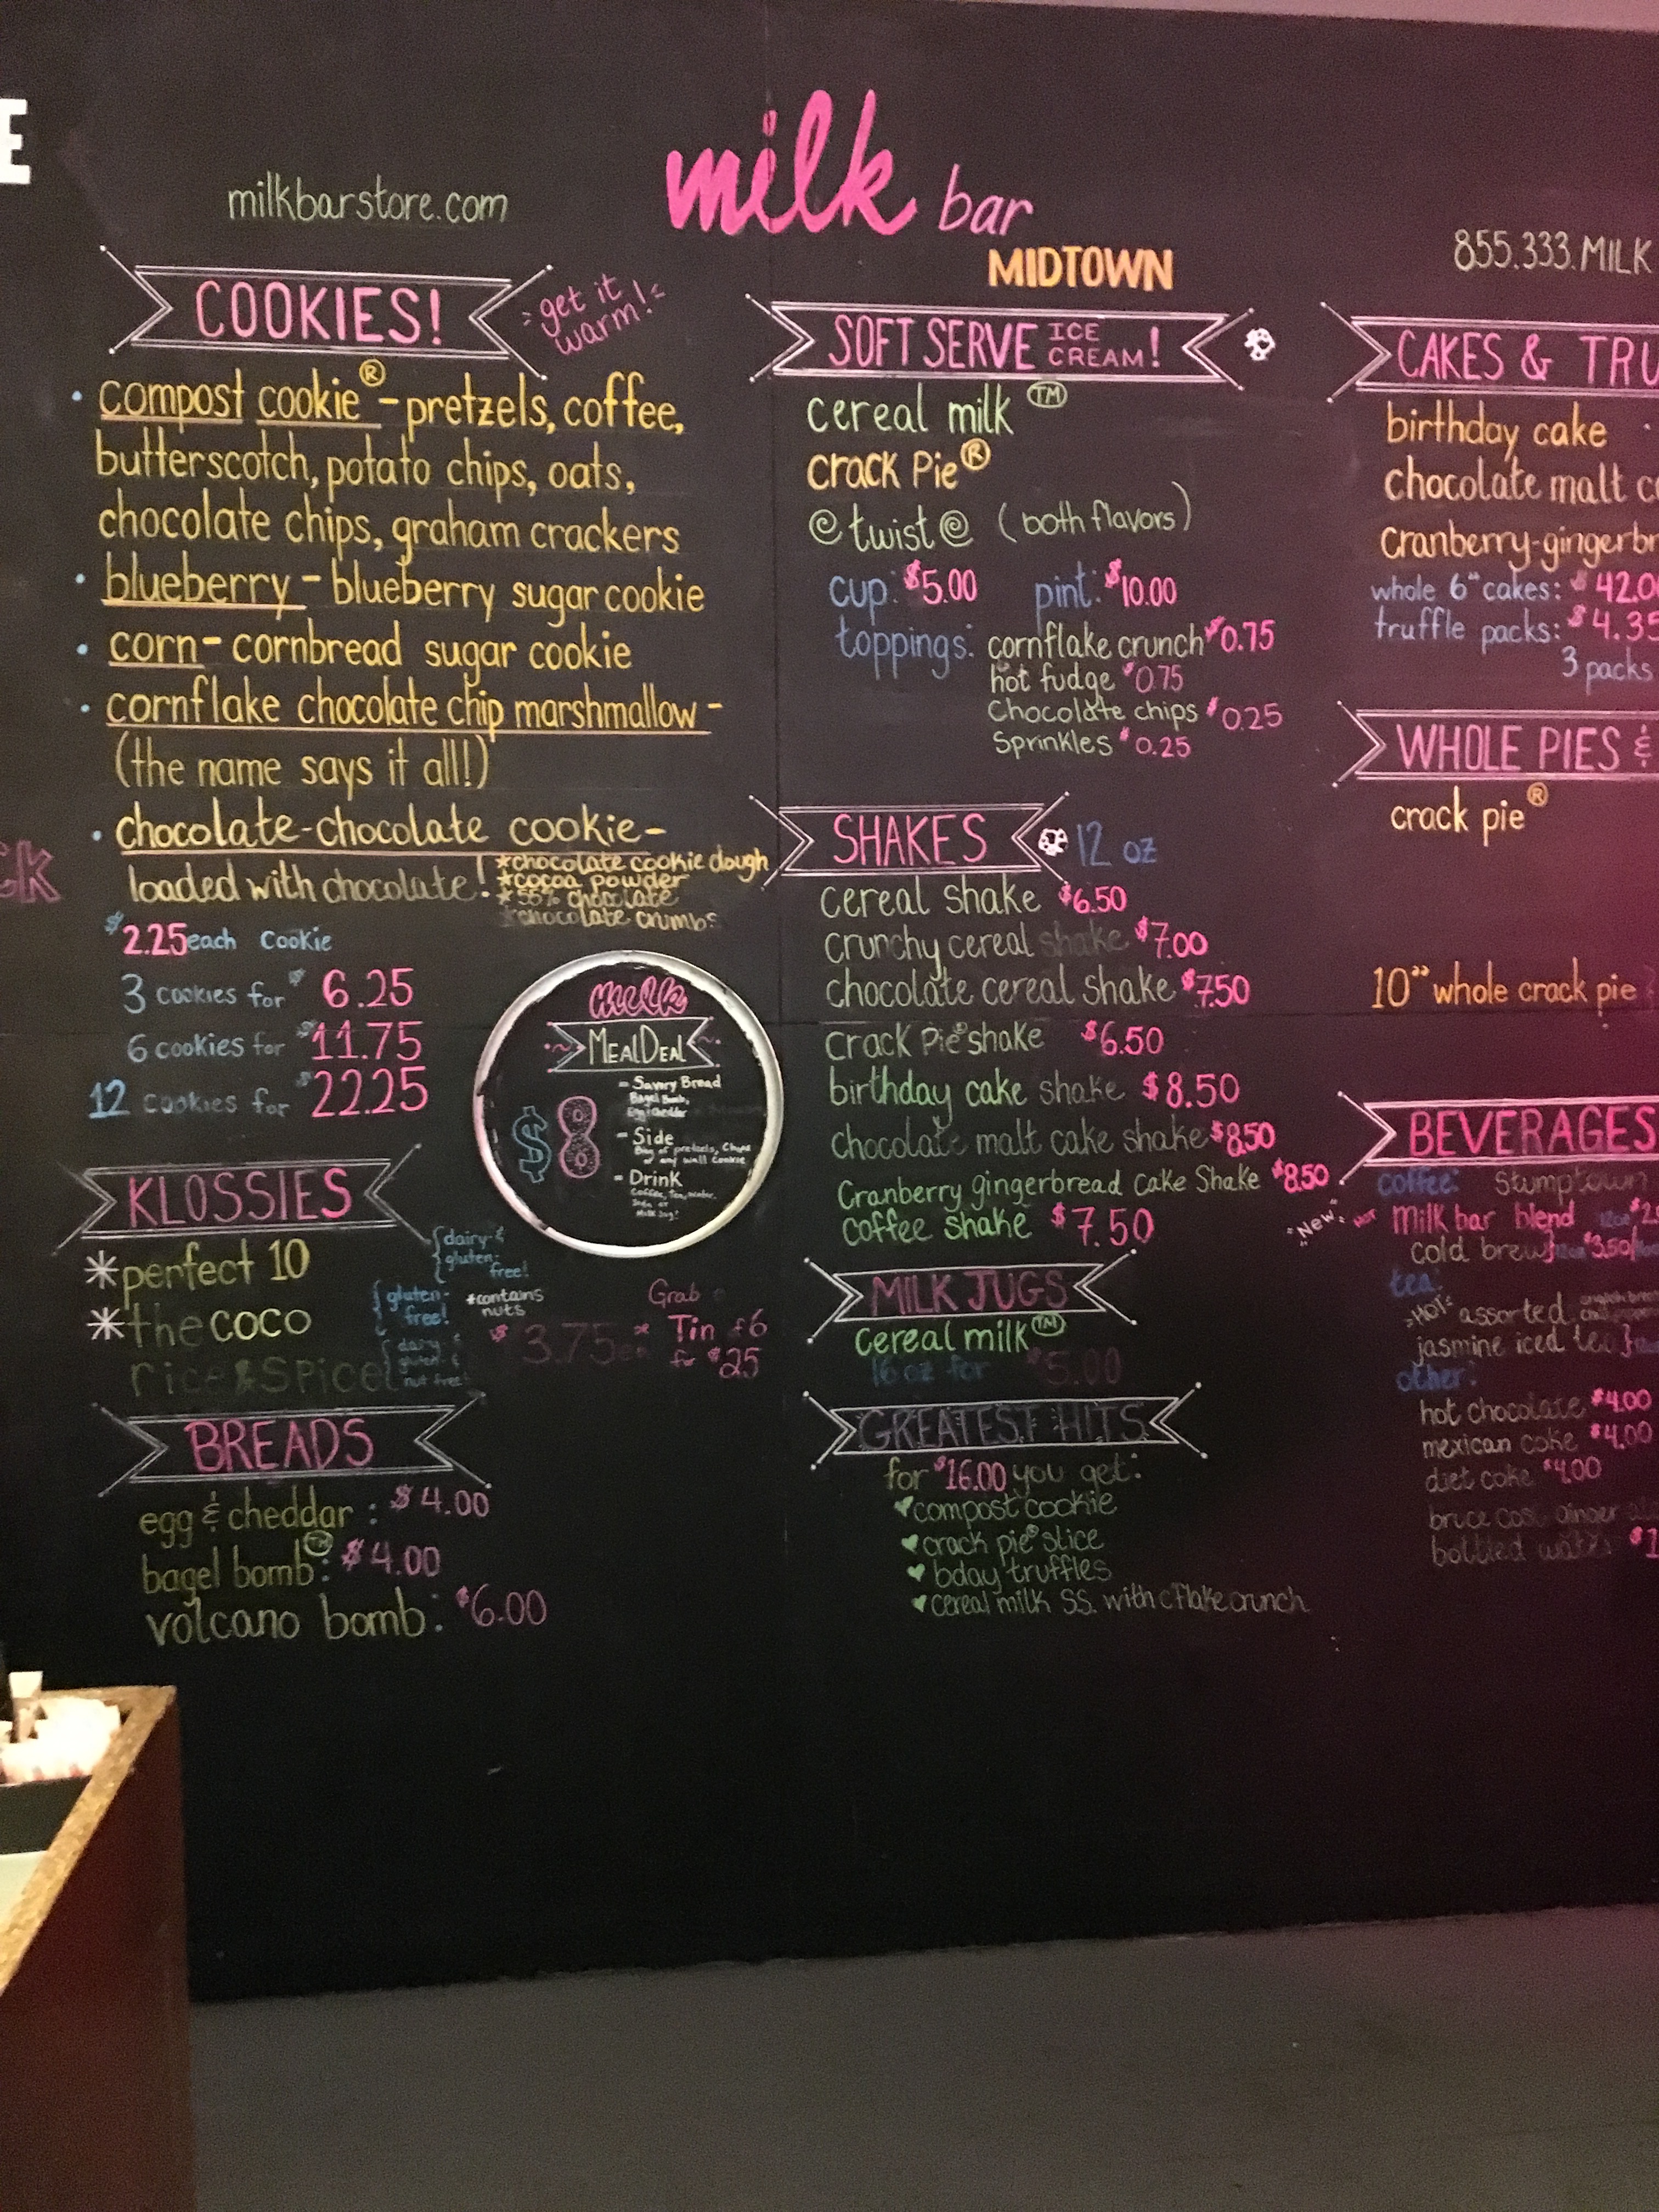 E
milk bar
milkbarstore.com
MIDTOWN
855.333.MILK
COOKIES!
get it
warm!
• compost cookie® - pretzels, coffee,
butterscotch, potato chips, oats,
chocolate chips, graham crackers
• blueberry - blueberry sugar cookie
• corn - cornbread sugar cookie
• cornflake chocolate chip marshmallow -
(the name says it all!)
• chocolate-chocolate cookie -
loaded with chocolate!
*chocolate cookie dough
*cocoa powder
*55% chocolate
*chocolate crumbs
$2.25 each cookie
3 cookies for $6.25
6 cookies for $11.75
12 cookies for $22.25
milk
MEAL DEAL
$8
- Savory Bread
Bagel Bomb,
Egg & Cheddar
- Side
Bag of pretzels, Chips
or any wall Cookie
- Drink
Coffee, Tea, Water,
Soda or
Milk Jug!
KLOSSIES
*perfect 10
{dairy- &
gluten-
free!
*the coco
{gluten-
free!
*contains
nuts
rice & spice
{dairy- &
gluten- &
nut free!
$3.75 ea
Grab a
Tin of 6
for $25
BREADS
egg & cheddar: $4.00
bagel bomb™: $4.00
volcano bomb: $6.00
SOFT SERVE ICE CREAM!
cereal milk™
crack pie®
@twist@ (both flavors)
cup: $5.00 pint: $10.00
toppings: cornflake crunch $0.75
hot fudge $0.75
chocolate chips $0.25
Sprinkles $0.25
SHAKES 12 oz
cereal shake $6.50
crunchy cereal shake $7.00
chocolate cereal shake $7.50
crack pie® shake $6.50
birthday cake shake $8.50
chocolate malt cake shake $8.50
Cranberry gingerbread cake Shake $8.50
coffee shake $7.50
MILK JUGS
cereal milk™
16 oz for $5.00
GREATEST HITS
for $16.00 you get:
♥compost cookie
♥crack pie® slice
♥bday truffles
♥cereal milk SS. with cflake crunch
CAKES & TRU
birthday cake
chocolate malt c
cranberry-gingerbr
whole 6" cakes: $42.0
truffle packs: $4.35
3 packs
WHOLE PIES &
crack pie®
10" whole crack pie
BEVERAGES
coffee: stumptown
"New" HOT milk bar blend 12oz $2.
cold brew} $3.50
tea:
"Hot" assorted
jasmine iced tea}
other:
hot chocolate $4.00
mexican coke $4.00
diet coke $4.00
bruce cost ginger
bottled water $1